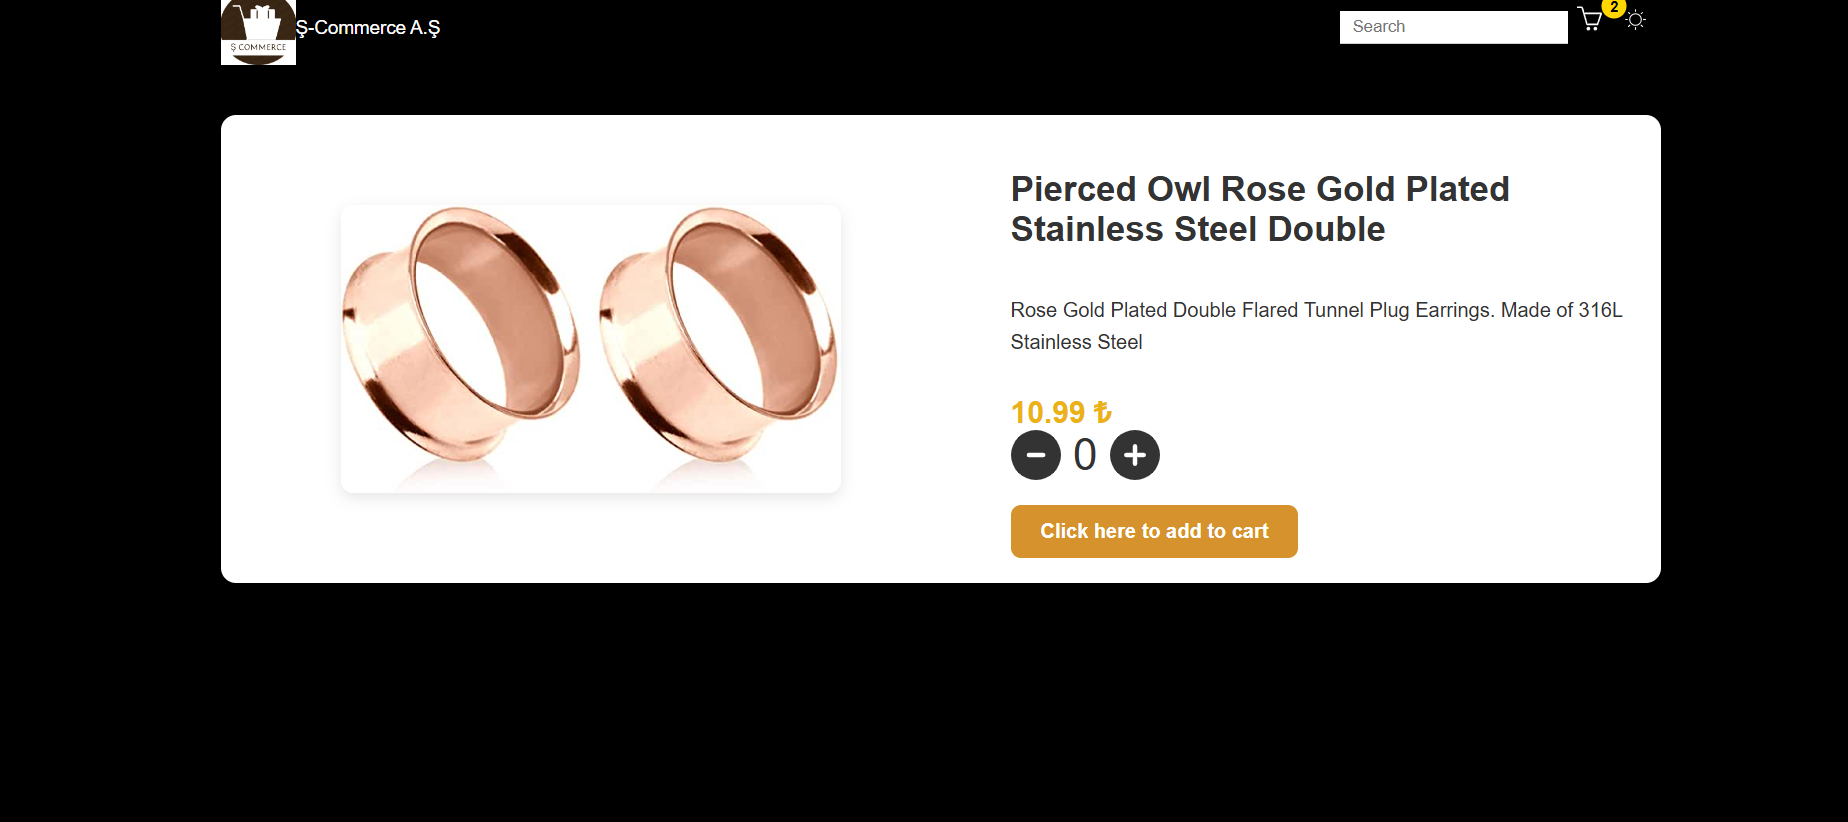 Ş COMMERCE
Ş-Commerce A.Ş
Search
2
Pierced Owl Rose Gold Plated
Stainless Steel Double
Rose Gold Plated Double Flared Tunnel Plug Earrings. Made of 316L
Stainless Steel
10.99 ₺
0
Click here to add to cart